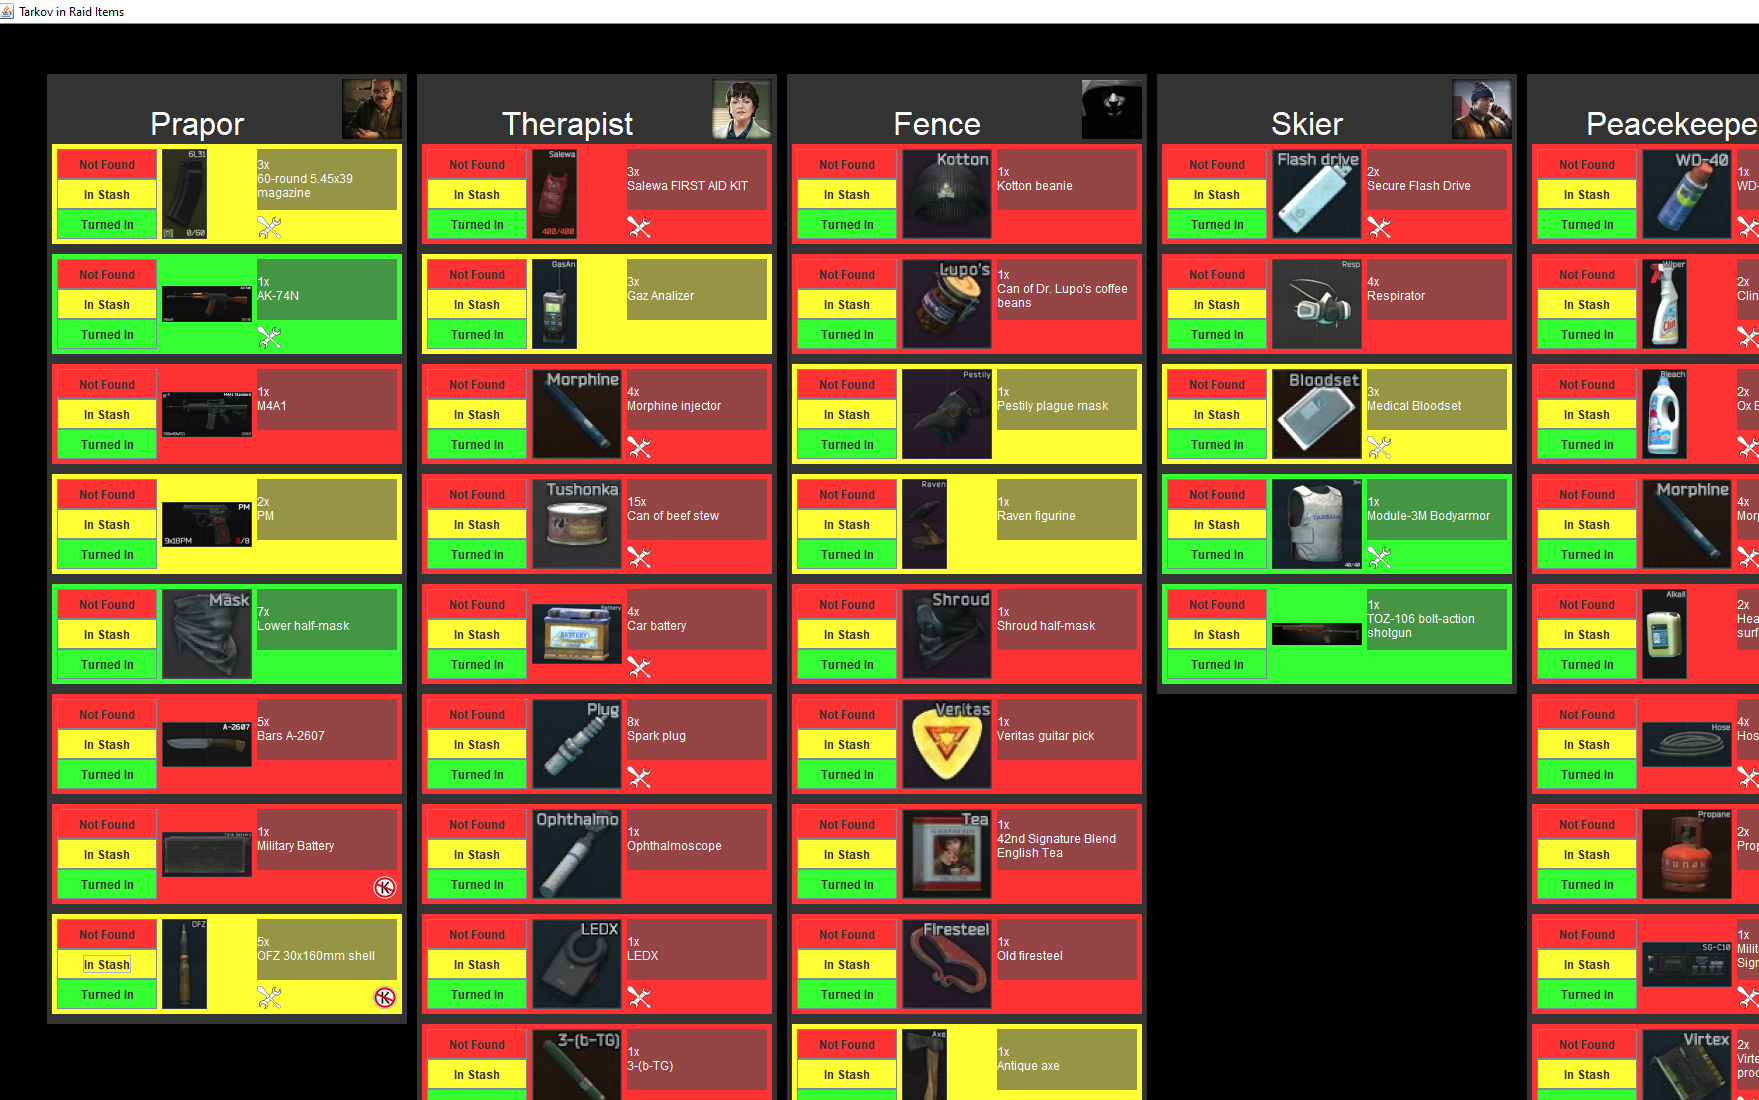 Tarkov in Raid Items
Prapor
Not Found
In Stash
Turned In
6L31
[M] 0/60
3x
60-round 5.45x39
magazine
Not Found
In Stash
Turned In
1x
AK-74N
Not Found
In Stash
Turned In
M4A1 Standard
1x
M4A1
Not Found
In Stash
Turned In
PM
9x18PM 0/8
2x
PM
Not Found
In Stash
Turned In
Mask
7x
Lower half-mask
Not Found
In Stash
Turned In
A-2607
5x
Bars A-2607
Not Found
In Stash
Turned In
Tank battery
1x
Military Battery
K
Not Found
In Stash
Turned In
OFZ
5x
OFZ 30x160mm shell
K
Therapist
Not Found
In Stash
Turned In
Salewa
400/400
3x
Salewa FIRST AID KIT
Not Found
In Stash
Turned In
GasAn
3x
Gaz Analizer
Not Found
In Stash
Turned In
Morphine
4x
Morphine injector
Not Found
In Stash
Turned In
Tushonka
15x
Can of beef stew
Not Found
In Stash
Turned In
Battery
BATTERY
4x
Car battery
Not Found
In Stash
Turned In
Plug
8x
Spark plug
Not Found
In Stash
Turned In
Ophthalmo
1x
Ophthalmoscope
Not Found
In Stash
Turned In
LEDX
1x
LEDX
Not Found
In Stash
3-(b-TG)
1x
3-(b-TG)
Fence
Not Found
In Stash
Turned In
Kotton
1x
Kotton beanie
Not Found
In Stash
Turned In
Lupo's
1x
Can of Dr. Lupo's coffee
beans
Not Found
In Stash
Turned In
Pestily
1x
Pestily plague mask
Not Found
In Stash
Turned In
Raven
1x
Raven figurine
Not Found
In Stash
Turned In
Shroud
1x
Shroud half-mask
Not Found
In Stash
Turned In
Veritas
1x
Veritas guitar pick
Not Found
In Stash
Turned In
Tea
1x
42nd Signature Blend
English Tea
Not Found
In Stash
Turned In
Firesteel
1x
Old firesteel
Not Found
In Stash
Axe
1x
Antique axe
Skier
Not Found
In Stash
Turned In
Flash drive
2x
Secure Flash Drive
Not Found
In Stash
Turned In
Resp
4x
Respirator
Not Found
In Stash
Turned In
Bloodset
3x
Medical Bloodset
Not Found
In Stash
Turned In
3M
40/40
1x
Module-3M Bodyarmor
Not Found
In Stash
Turned In
1x
TOZ-106 bolt-action
shotgun
Peacekeepe
Not Found
In Stash
Turned In
WD-40
1x
WD-
Not Found
In Stash
Turned In
Wiper
Clin
2x
Clin
Not Found
In Stash
Turned In
Bleach
2x
Ox B
Not Found
In Stash
Turned In
Morphine
4x
Morp
Not Found
In Stash
Turned In
Alkali
2x
Hea
surf
Not Found
In Stash
Turned In
Hose
4x
Hos
Not Found
In Stash
Turned In
Propane
2x
Prop
Not Found
In Stash
Turned In
SG-C10
1x
Milit
Sign
Not Found
In Stash
Virtex
2x
Virte
proc